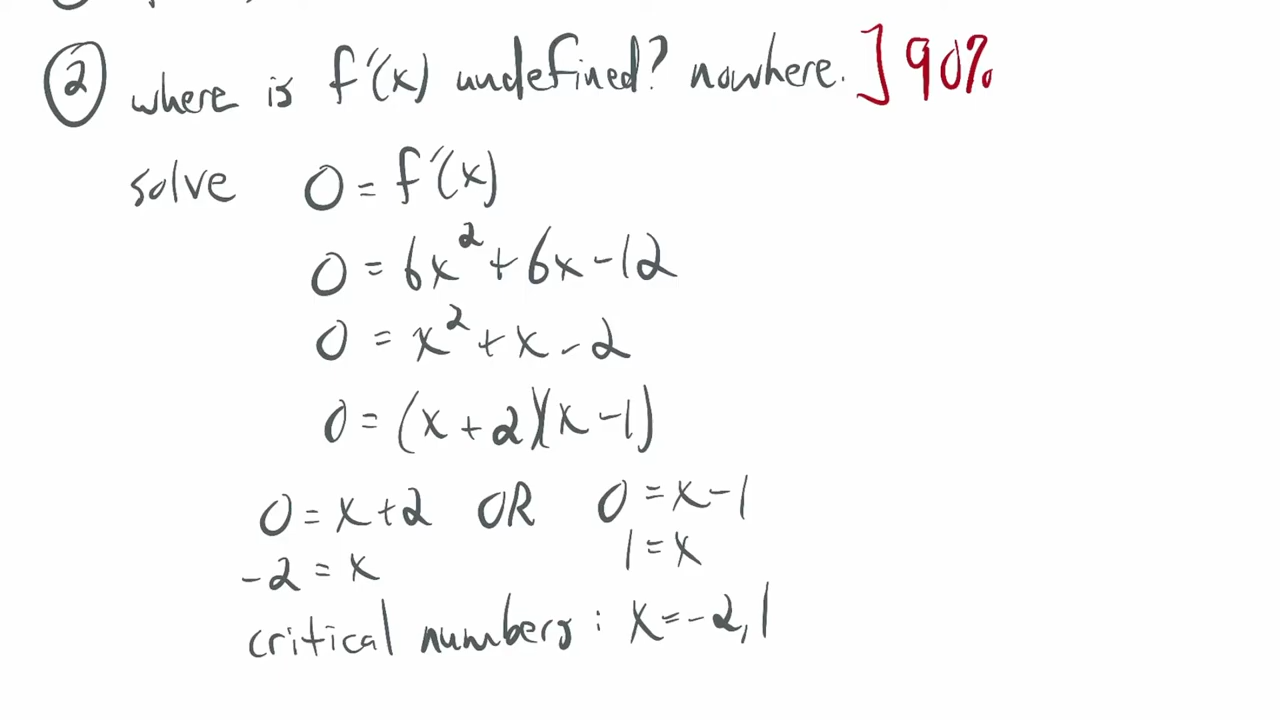 ② where is f'(x) undefined? nowhere. ] 90%
solve 0 = f'(x)
0 = 6x² + 6x - 12
0 = x² + x - 2
0 = (x + 2)(x - 1)
0 = x + 2 OR 0 = x - 1
-2 = x 1 = x
critical numbers: x = -2, 1